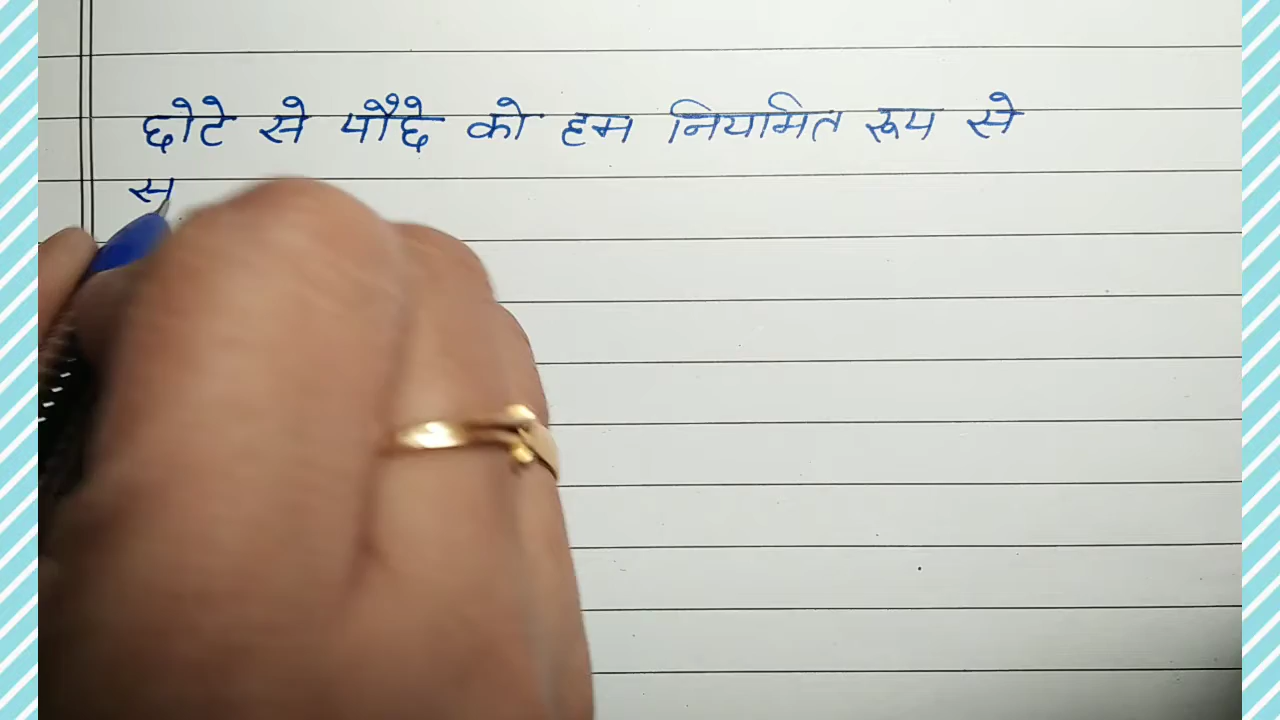 छोटे से पौधे को हम नियमित रूप से
स